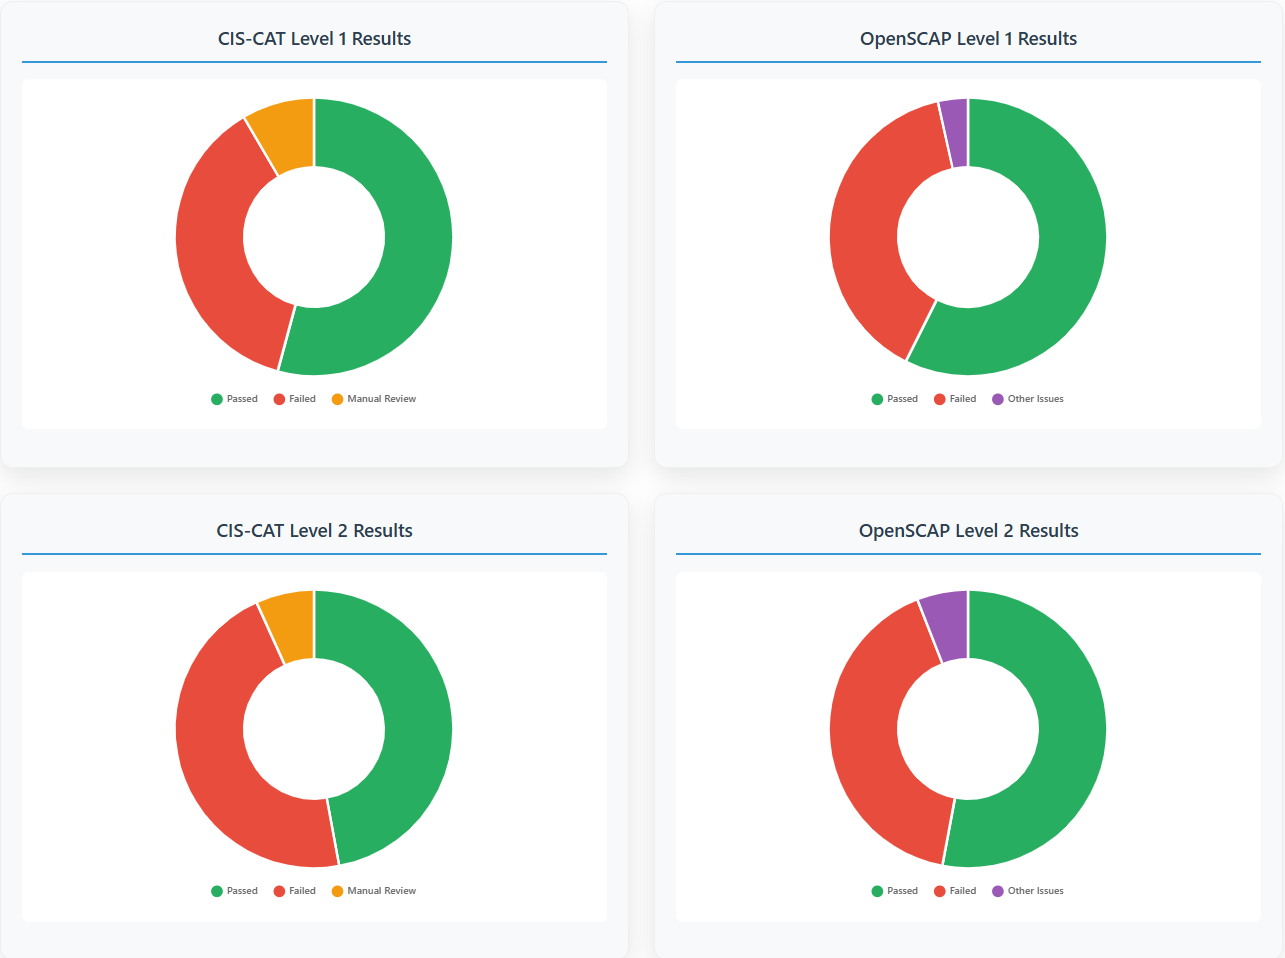 CIS-CAT Level 1 Results
Passed Failed Manual Review
OpenSCAP Level 1 Results
Passed Failed Other Issues
CIS-CAT Level 2 Results
Passed Failed Manual Review
OpenSCAP Level 2 Results
Passed Failed Other Issues